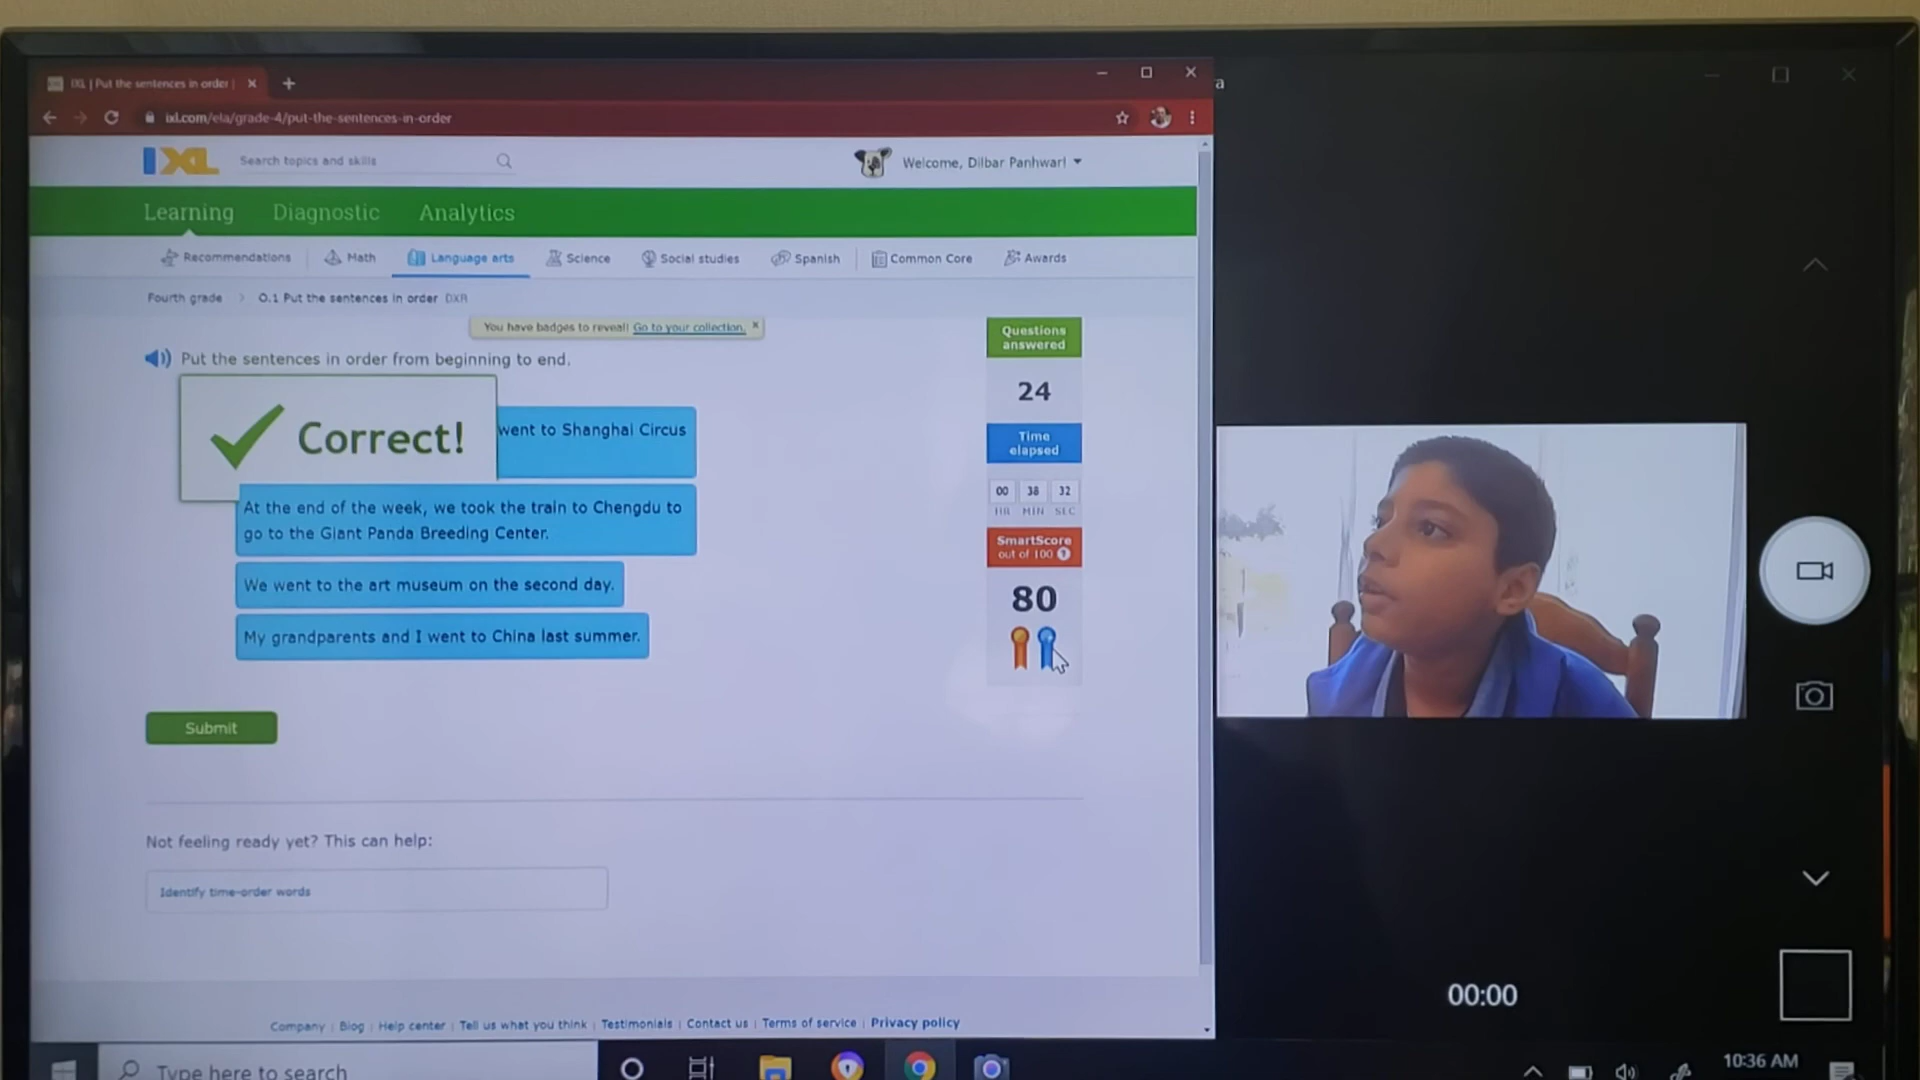 IXL | Put the sentences in order |
a
ixl.com/ela/grade-4/put-the-sentences-in-order
IXL
Search topics and skills
Welcome, Dilbar Panhwar!
Learning Diagnostic Analytics
Recommendations Math Language arts Science Social studies Spanish Common Core Awards
Fourth grade > O.1 Put the sentences in order DXR
You have badges to reveal! Go to your collection. x
Put the sentences in order from beginning to end.
Correct!
went to Shanghai Circus
At the end of the week, we took the train to Chengdu to
go to the Giant Panda Breeding Center.
We went to the art museum on the second day.
My grandparents and I went to China last summer.
Submit
Questions
answered
24
Time
elapsed
00 38 32
HR MIN SEC
SmartScore
out of 100 ?
80
Not feeling ready yet? This can help:
Identify time-order words
Company | Blog | Help center | Tell us what you think | Testimonials | Contact us | Terms of service | Privacy policy
00:00
Type here to search
10:36 AM